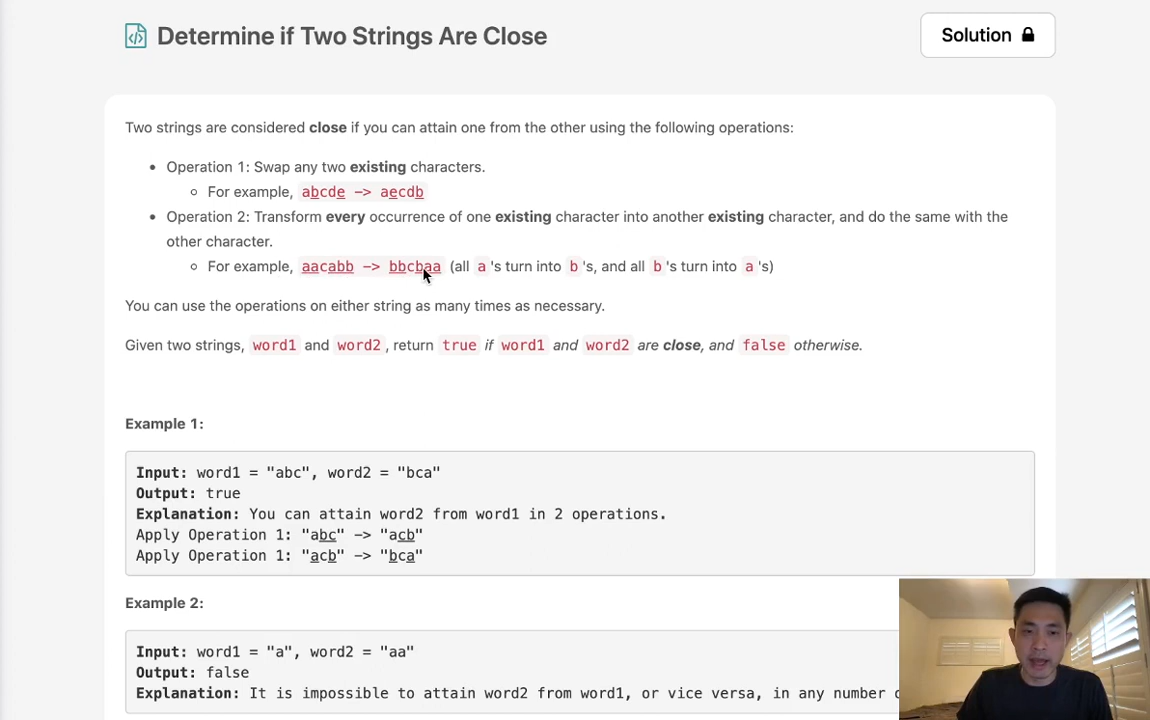 Determine if Two Strings Are Close
Solution
Two strings are considered close if you can attain one from the other using the following operations:
• Operation 1: Swap any two existing characters.
○ For example, abcde -> aecdb
• Operation 2: Transform every occurrence of one existing character into another existing character, and do the same with the
other character.
○ For example, aacabb -> bbcbaa (all a 's turn into b 's, and all b 's turn into a 's)
You can use the operations on either string as many times as necessary.
Given two strings, word1 and word2 , return true if word1 and word2 are close, and false otherwise.
Example 1:
Input: word1 = "abc", word2 = "bca"
Output: true
Explanation: You can attain word2 from word1 in 2 operations.
Apply Operation 1: "abc" -> "acb"
Apply Operation 1: "acb" -> "bca"
Example 2:
Input: word1 = "a", word2 = "aa"
Output: false
Explanation: It is impossible to attain word2 from word1, or vice versa, in any number